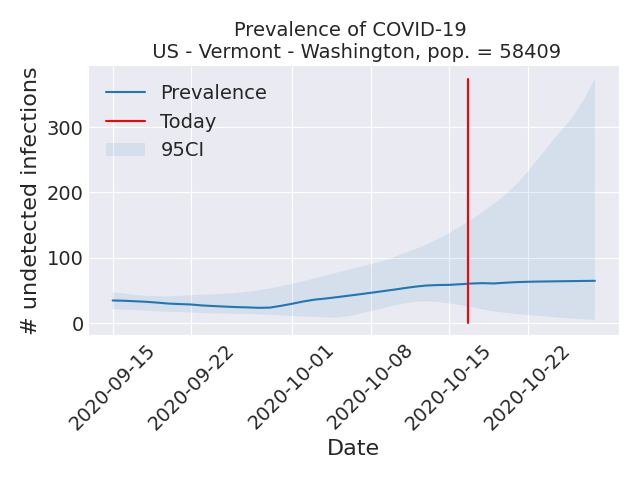 Prevalence of COVID-19
US - Vermont - Washington, pop. = 58409
# undetected infections
300
200
100
0
Prevalence
Today
95CI
2020-09-15
2020-09-22
2020-10-01
2020-10-08
2020-10-15
2020-10-22
Date